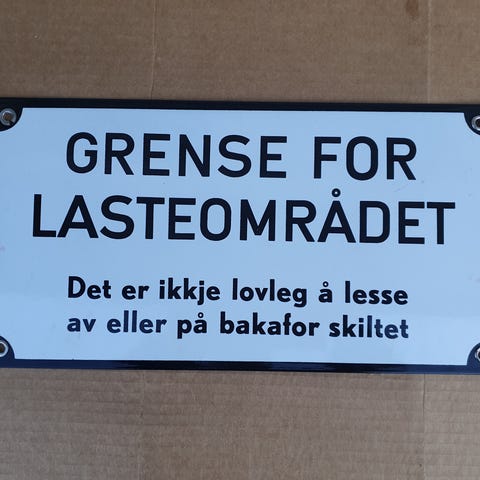 GRENSE FOR
LASTEOMRÅDET
Det er ikkje lovleg å lesse
av eller på bakafor skiltet